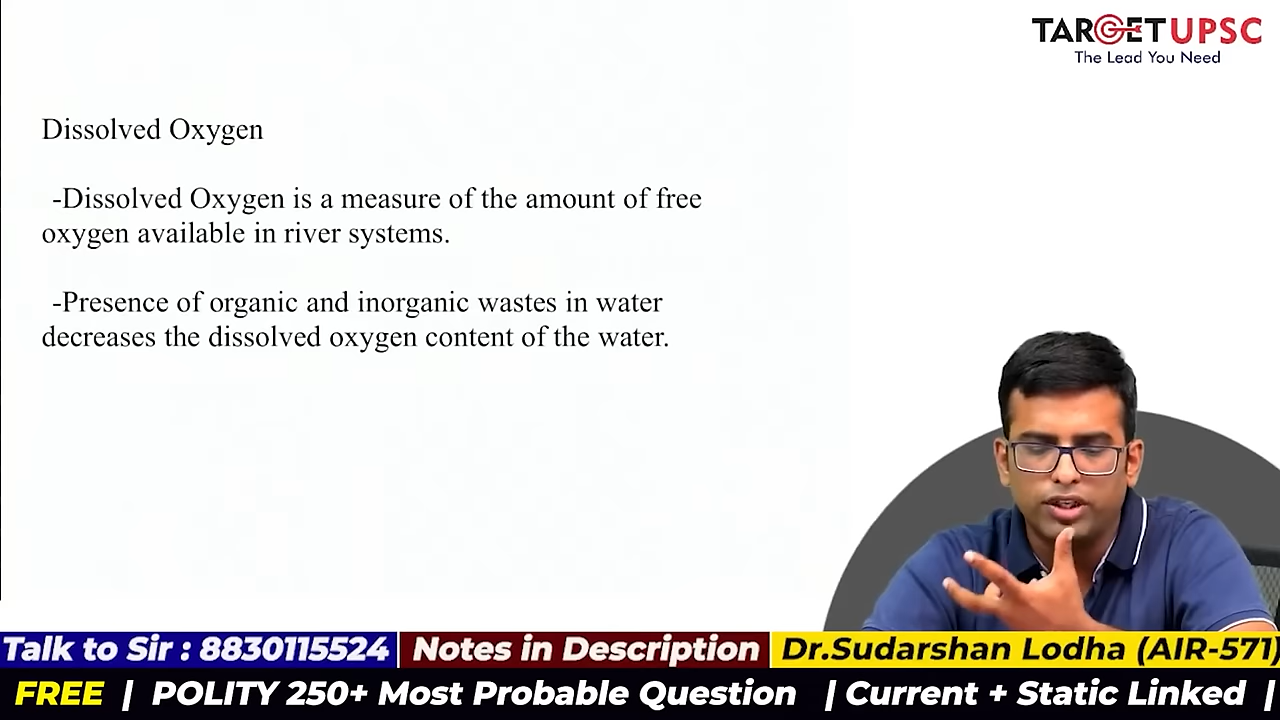 TARGETUPSC
The Lead You Need
Dissolved Oxygen
-Dissolved Oxygen is a measure of the amount of free
oxygen available in river systems.
-Presence of organic and inorganic wastes in water
decreases the dissolved oxygen content of the water.
Talk to Sir : 8830115524
Notes in Description
Dr.Sudarshan Lodha (AIR-571)
FREE | POLITY 250+ Most Probable Question | Current + Static Linked |